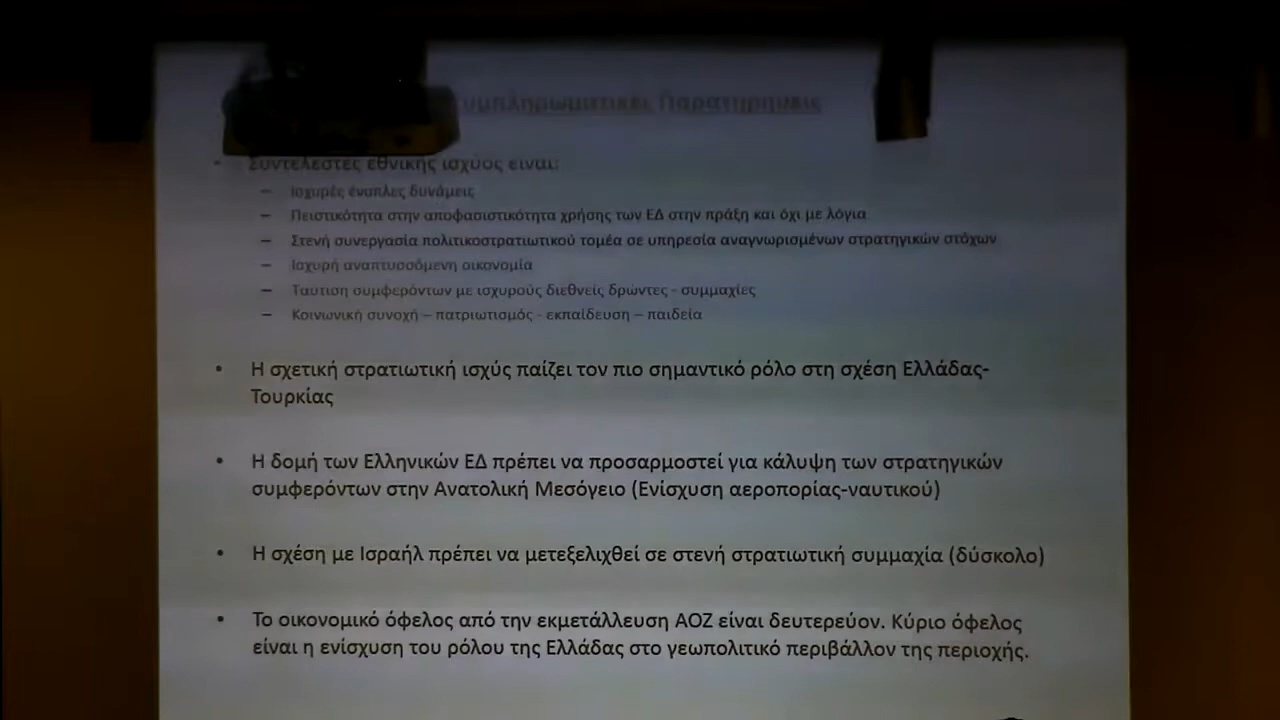 Συμπληρωματικές Παρατηρήσεις
• Συντελεστές εθνικής ισχύος είναι:
– Ισχυρές ένοπλες δυνάμεις
– Πειστικότητα στην αποφασιστικότητα χρήσης των ΕΔ στην πράξη και όχι με λόγια
– Στενή συνεργασία πολιτικοστρατιωτικού τομέα σε υπηρεσία αναγνωρισμένων στρατηγικών στόχων
– Ισχυρή αναπτυσσόμενη οικονομία
– Ταύτιση συμφερόντων με ισχυρούς διεθνείς δρώντες - συμμαχίες
– Κοινωνική συνοχή – πατριωτισμός - εκπαίδευση – παιδεία
• Η σχετική στρατιωτική ισχύς παίζει τον πιο σημαντικό ρόλο στη σχέση Ελλάδας-
Τουρκίας
• Η δομή των Ελληνικών ΕΔ πρέπει να προσαρμοστεί για κάλυψη των στρατηγικών
συμφερόντων στην Ανατολική Μεσόγειο (Ενίσχυση αεροπορίας-ναυτικού)
• Η σχέση με Ισραήλ πρέπει να μετεξελιχθεί σε στενή στρατιωτική συμμαχία (δύσκολο)
• Το οικονομικό όφελος από την εκμετάλλευση ΑΟΖ είναι δευτερεύον. Κύριο όφελος
είναι η ενίσχυση του ρόλου της Ελλάδας στο γεωπολιτικό περιβάλλον της περιοχής.